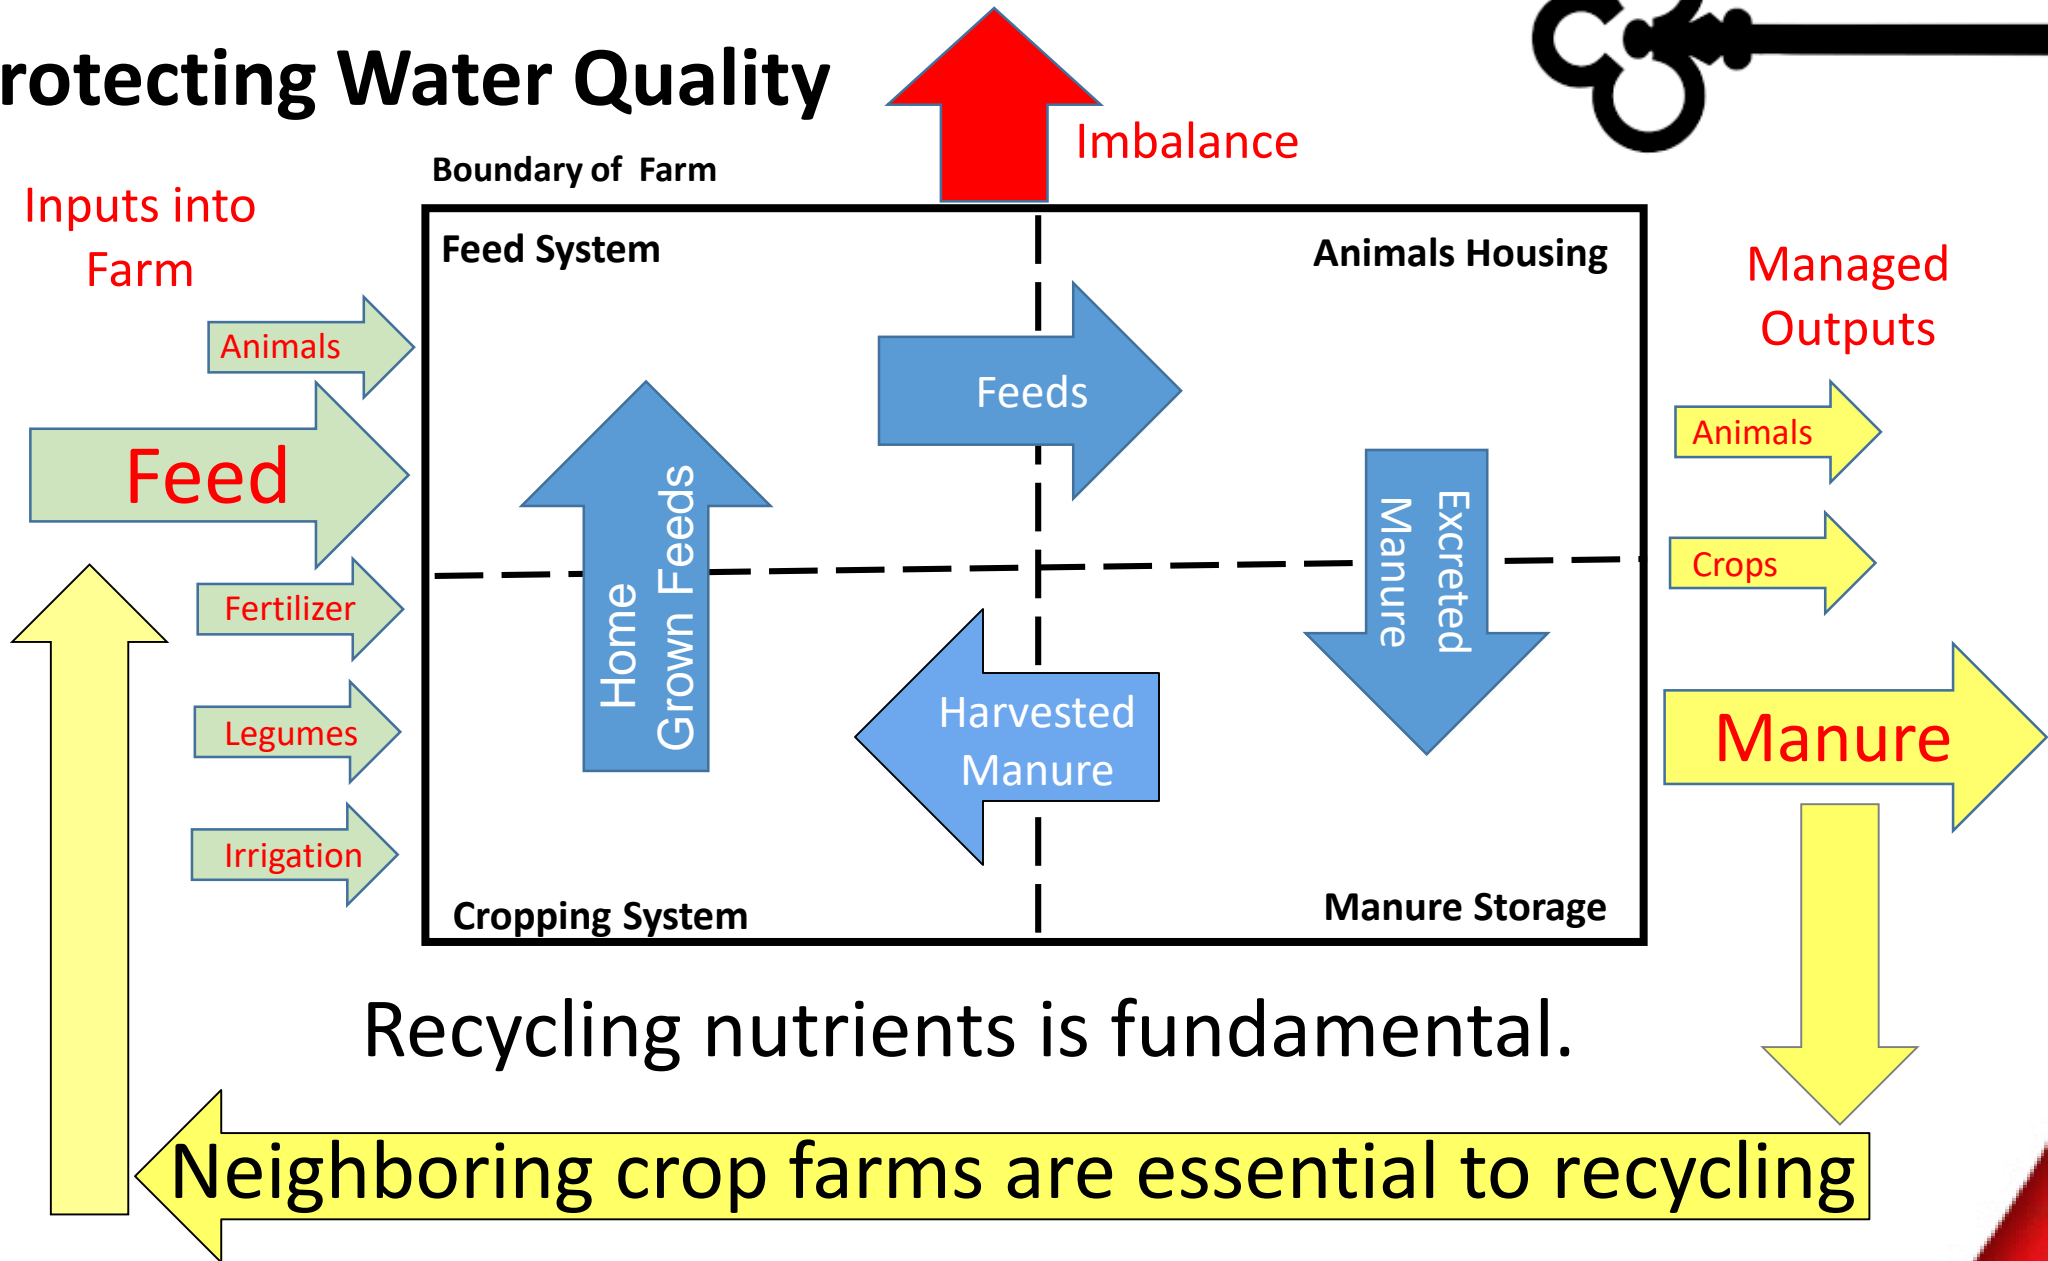 rotecting Water Quality
Imbalance
Boundary of Farm
Inputs into
Farm
Feed System
Animals Housing
Managed
Outputs
Animals
Feed
Fertilizer
Legumes
Irrigation
Home
Grown Feeds
Feeds
Excreted
Manure
Harvested
Manure
Animals
Crops
Manure
Cropping System
Manure Storage
Recycling nutrients is fundamental.
Neighboring crop farms are essential to recycling